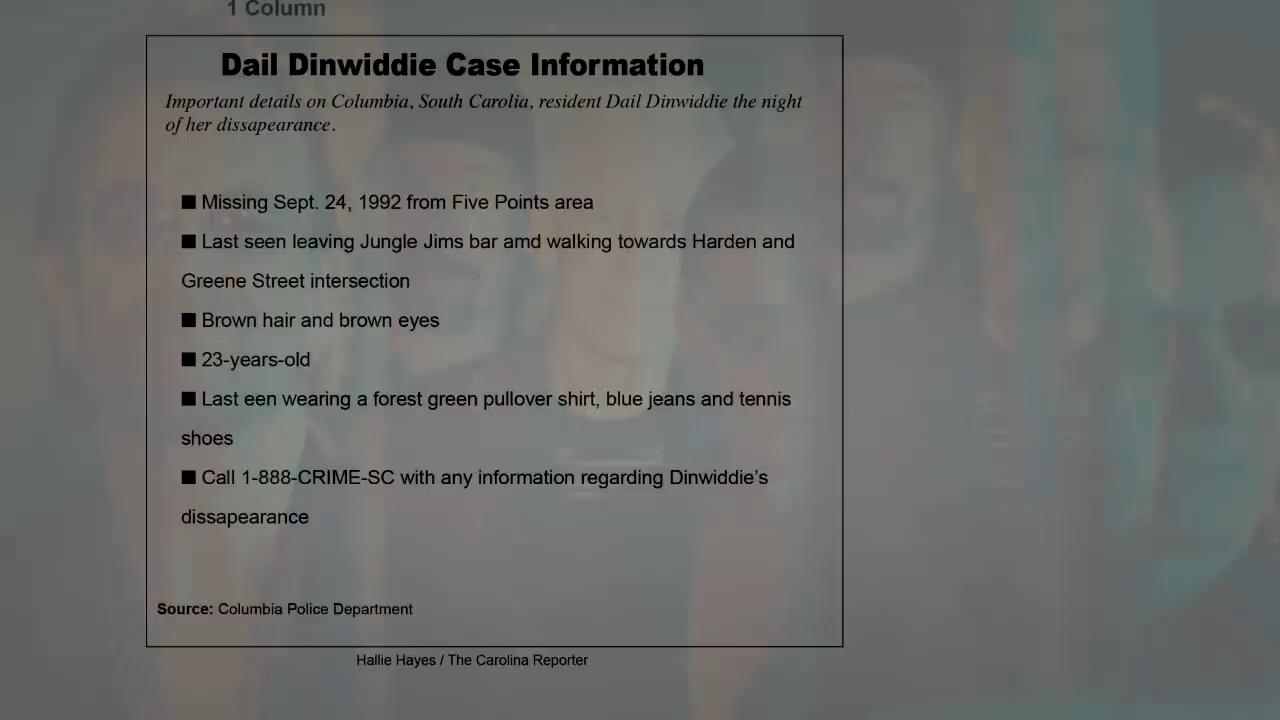 1 Column
Dail Dinwiddie Case Information
Important details on Columbia, South Carolia, resident Dail Dinwiddie the night
of her dissapearance.
■ Missing Sept. 24, 1992 from Five Points area
■ Last seen leaving Jungle Jims bar amd walking towards Harden and
Greene Street intersection
■ Brown hair and brown eyes
■ 23-years-old
■ Last een wearing a forest green pullover shirt, blue jeans and tennis
shoes
■ Call 1-888-CRIME-SC with any information regarding Dinwiddie's
dissapearance
Source: Columbia Police Department
Hallie Hayes / The Carolina Reporter